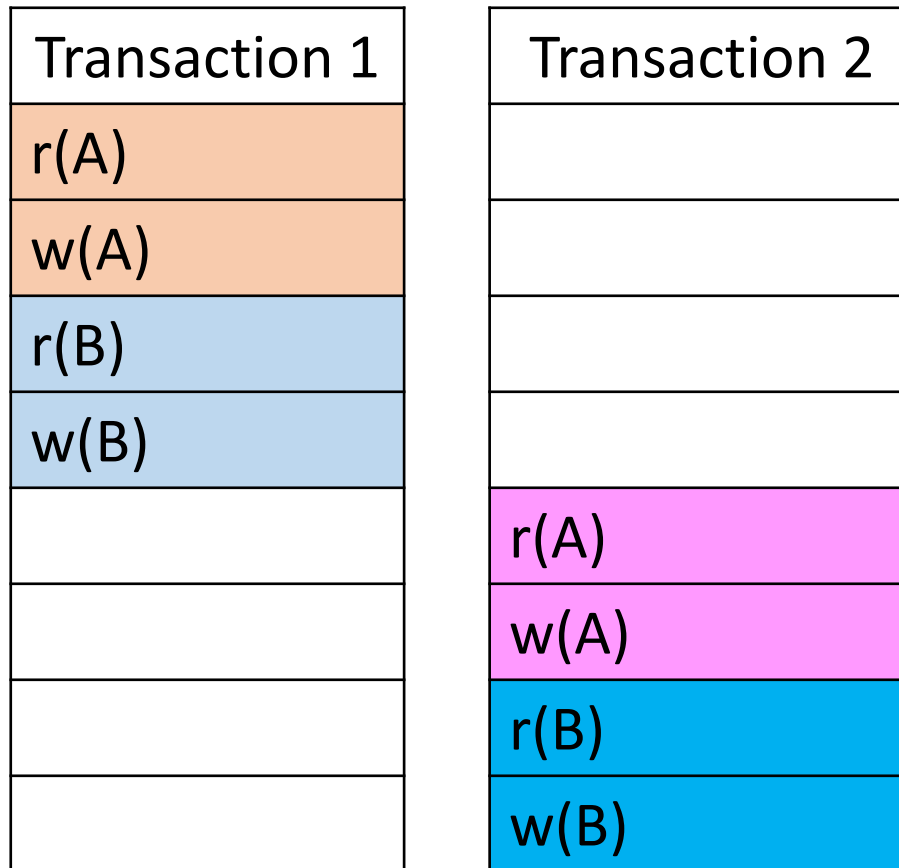 Transaction 1 Transaction 2
r(A)
w(A)
r(B)
w(B)
r(A)
w(A)
r(B)
w(B)